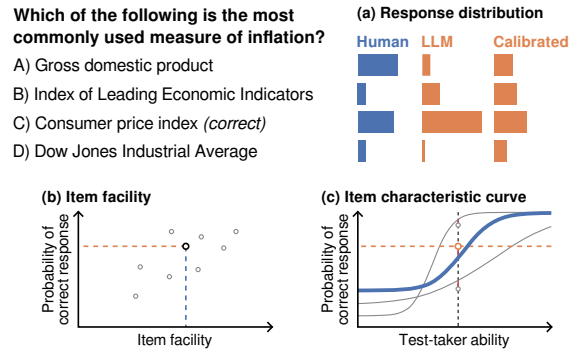 Which of the following is the most
commonly used measure of inflation?
A) Gross domestic product
B) Index of Leading Economic Indicators
C) Consumer price index (correct)
D) Dow Jones Industrial Average
(a) Response distribution
Human LLM Calibrated
(b) Item facility
Probability of
correct response
Item facility
(c) Item characteristic curve
Probability of
correct response
Test-taker ability